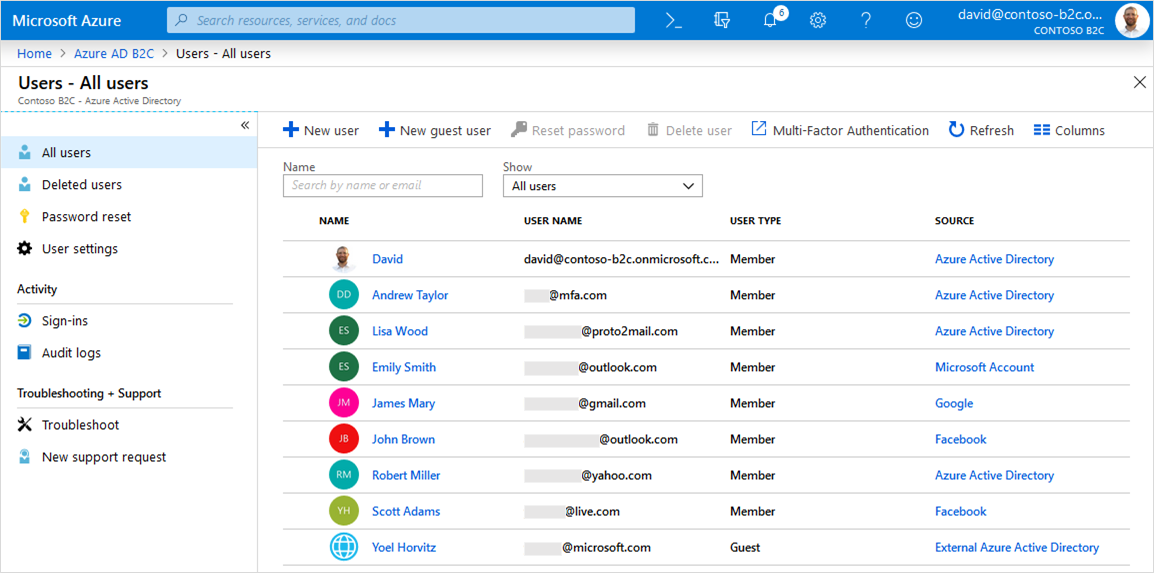 Microsoft Azure
Search resources, services, and docs
6
david@contoso-b2c.o...
CONTOSO B2C
Home > Azure AD B2C > Users - All users
Users - All users
Contoso B2C - Azure Active Directory
All users
Deleted users
Password reset
User settings
Activity
Sign-ins
Audit logs
Troubleshooting + Support
Troubleshoot
New support request
New user New guest user Reset password Delete user Multi-Factor Authentication Refresh Columns
Name Show
Search by name or email All users
NAME USER NAME USER TYPE SOURCE
David david@contoso-b2c.onmicrosoft.c... Member Azure Active Directory
DD Andrew Taylor @mfa.com Member Azure Active Directory
ES Lisa Wood @proto2mail.com Member Azure Active Directory
ES Emily Smith @outlook.com Member Microsoft Account
JM James Mary @gmail.com Member Google
JB John Brown @outlook.com Member Facebook
RM Robert Miller @yahoo.com Member Azure Active Directory
YH Scott Adams @live.com Member Facebook
Yoel Horvitz @microsoft.com Guest External Azure Active Directory